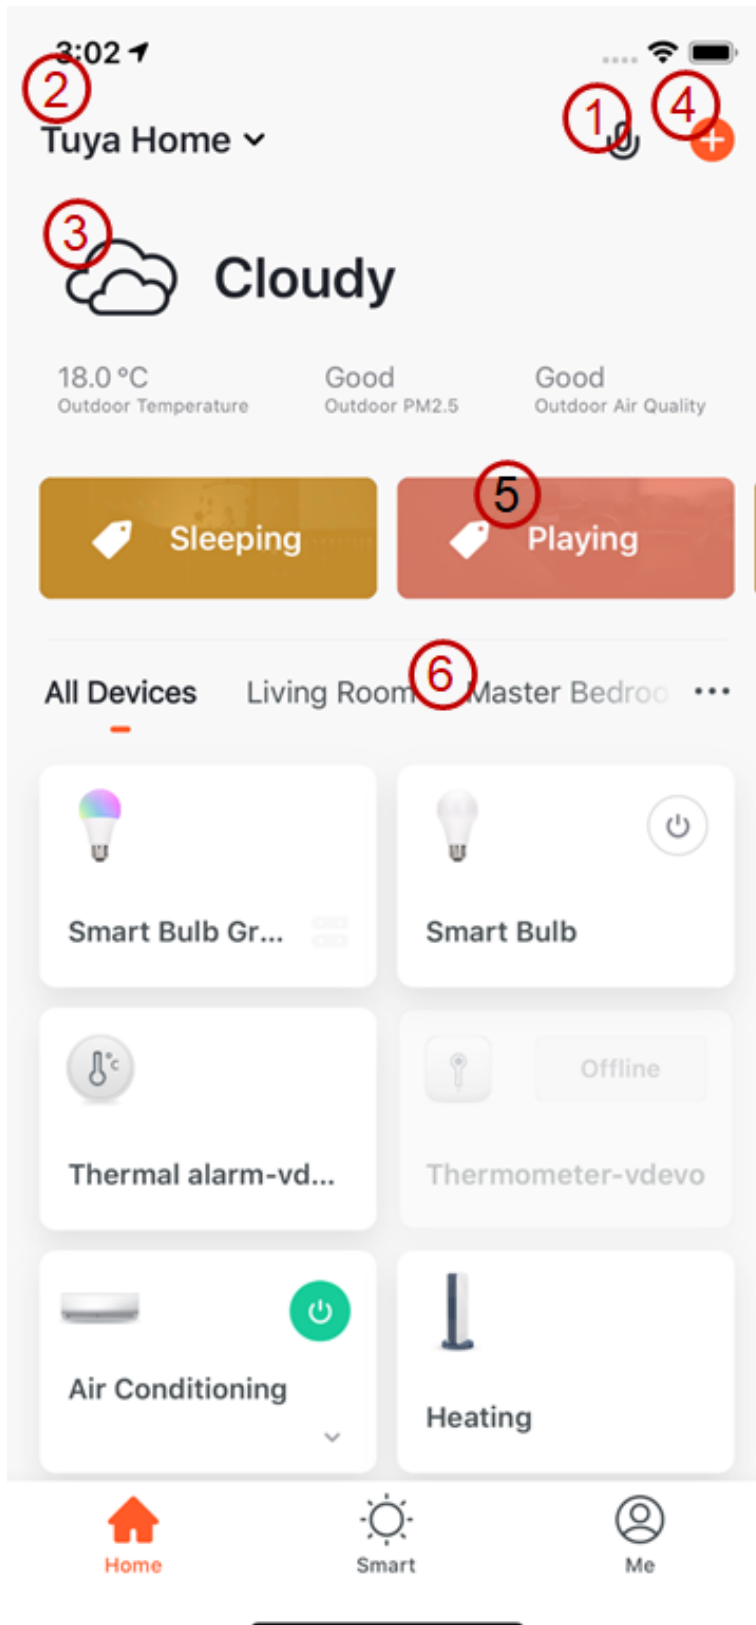 3:02
2
1
4
Tuya Home
3
Cloudy
18.0 °C Good Good
Outdoor Temperature Outdoor PM2.5 Outdoor Air Quality
5
Sleeping Playing
6
All Devices Living Room Master Bedroo ...
Smart Bulb Gr... Smart Bulb
°c
Offline
Thermal alarm-vd... Thermometer-vdevo
Air Conditioning
Heating
Home Smart Me